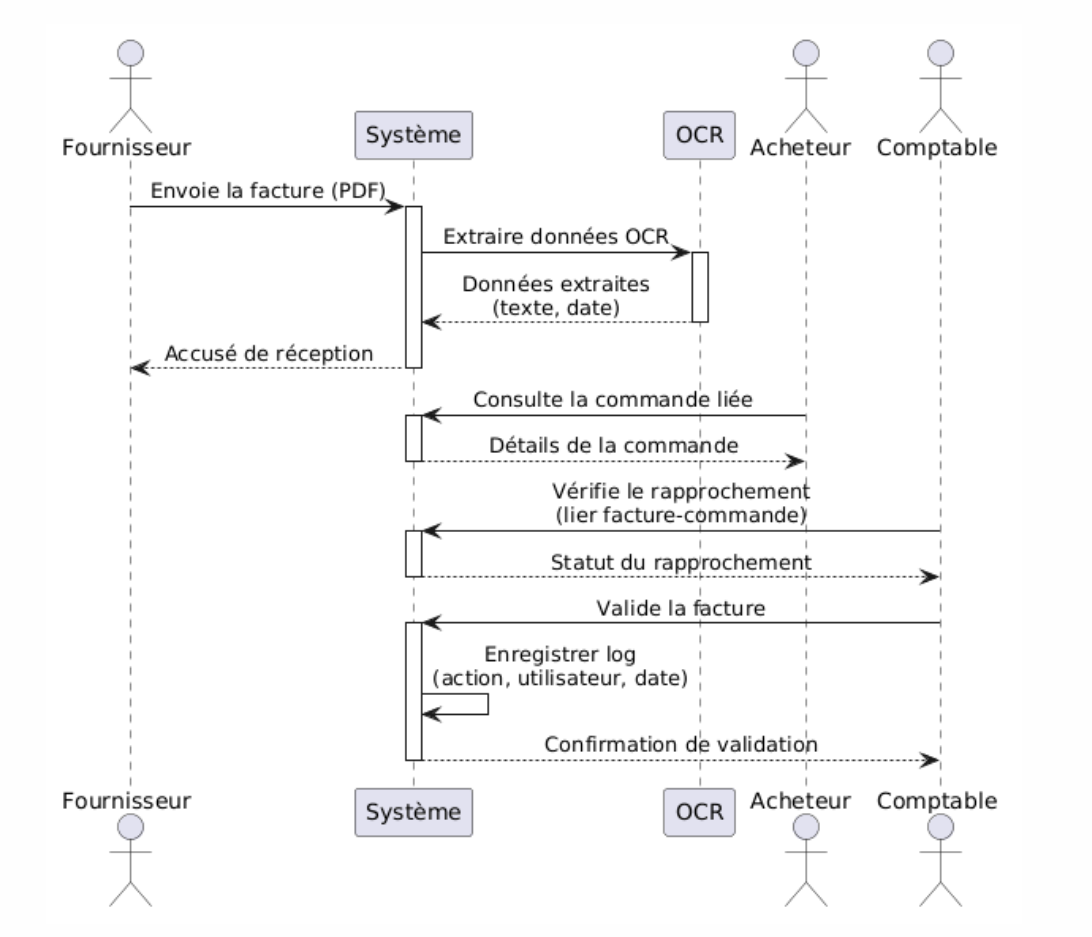 Fournisseur
Système
OCR
Acheteur
Comptable
Envoie la facture (PDF)
Extraire données OCR
Données extraites
(texte, date)
Accusé de réception
Consulte la commande liée
Détails de la commande
Vérifie le rapprochement
(lier facture-commande)
Statut du rapprochement
Valide la facture
Enregistrer log
(action, utilisateur, date)
Confirmation de validation
Fournisseur
Système
OCR
Acheteur
Comptable